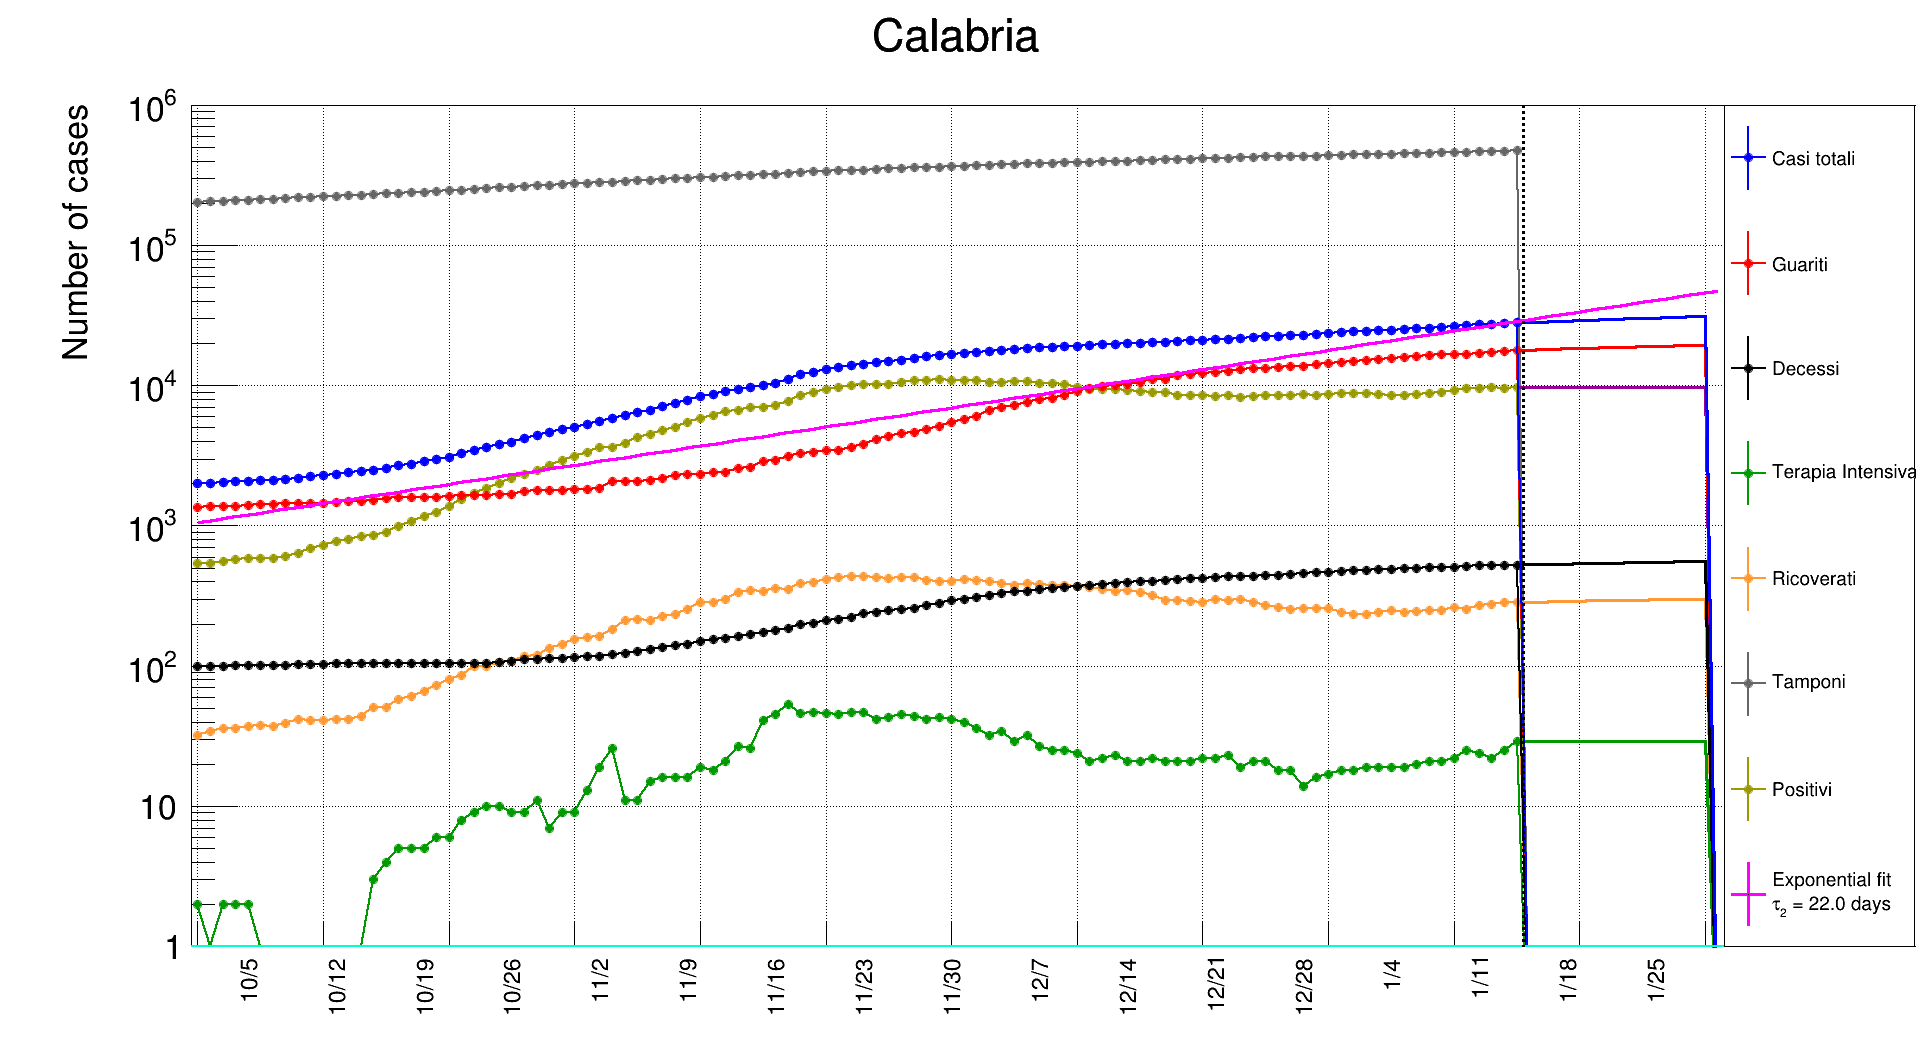 Calabria
Number of cases
10^6
10^5
10^4
10^3
10^2
10
1
10/5
10/12
10/19
10/26
11/2
11/9
11/16
11/23
11/30
12/7
12/14
12/21
12/28
1/4
1/11
1/18
1/25
Casi totali
Guariti
Decessi
Terapia Intensiva
Ricoverati
Tamponi
Positivi
Exponential fit
τ_2 = 22.0 days